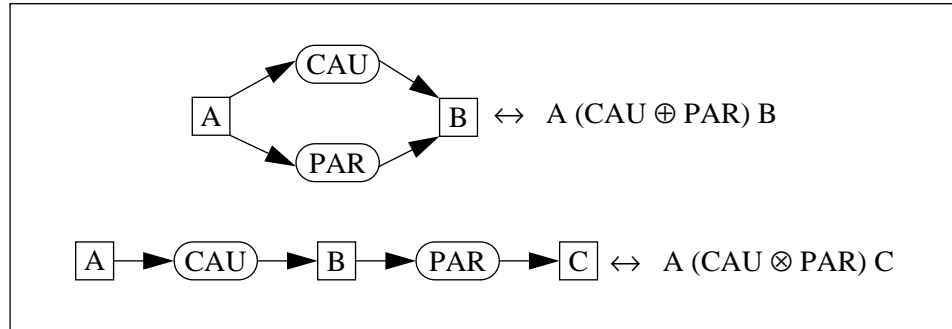 CAU
A
B ↔ A (CAU ⊕ PAR) B
PAR
A CAU B PAR C ↔ A (CAU ⊗ PAR) C